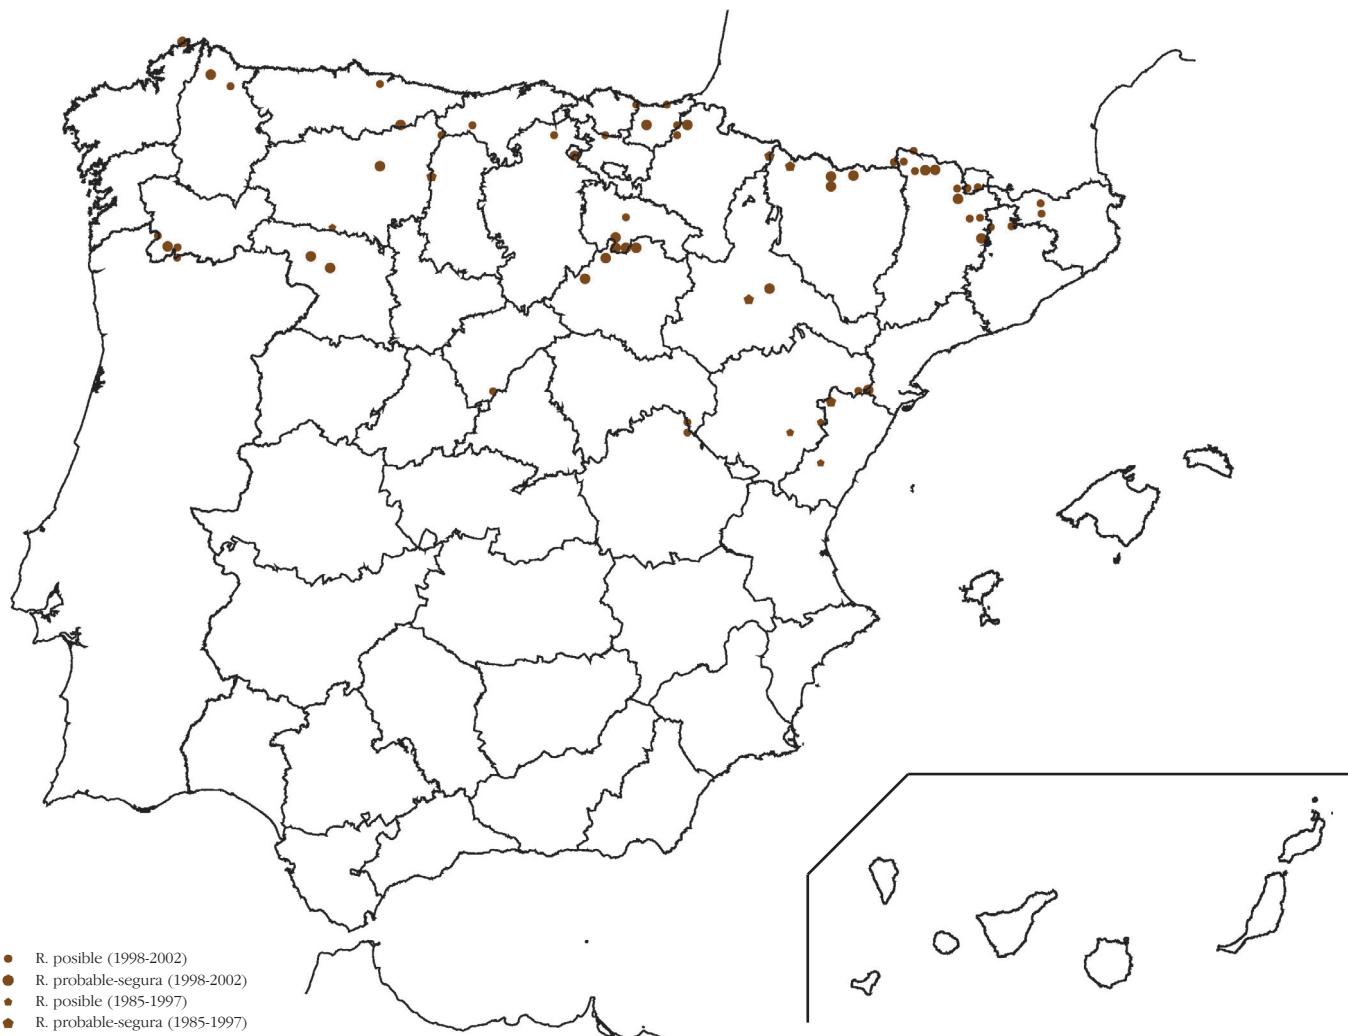 R. posible (1998-2002)
R. probable-segura (1998-2002)
R. posible (1985-1997)
R. probable-segura (1985-1997)